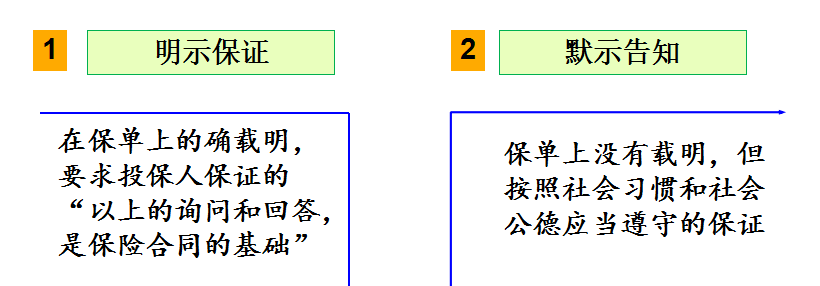 1 明示保证
2 默示告知
在保单上的确载明，
要求投保人保证的
“以上的询问和回答，
是保险合同的基础”
保单上没有载明，但
按照社会习惯和社会
公德应当遵守的保证